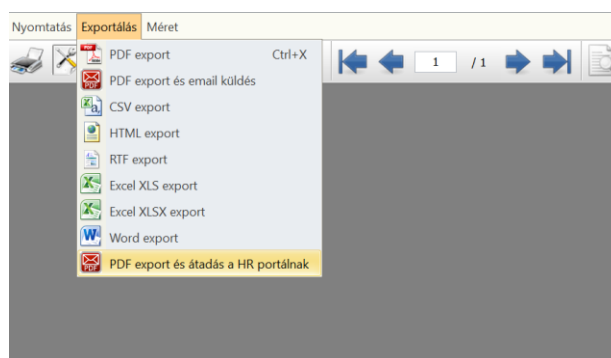 Nyomtatás Exportálás Méret
1 / 1
PDF export Ctrl+X
PDF export és email küldés
CSV export
HTML export
RTF export
Excel XLS export
Excel XLSX export
Word export
PDF export és átadás a HR portálnak